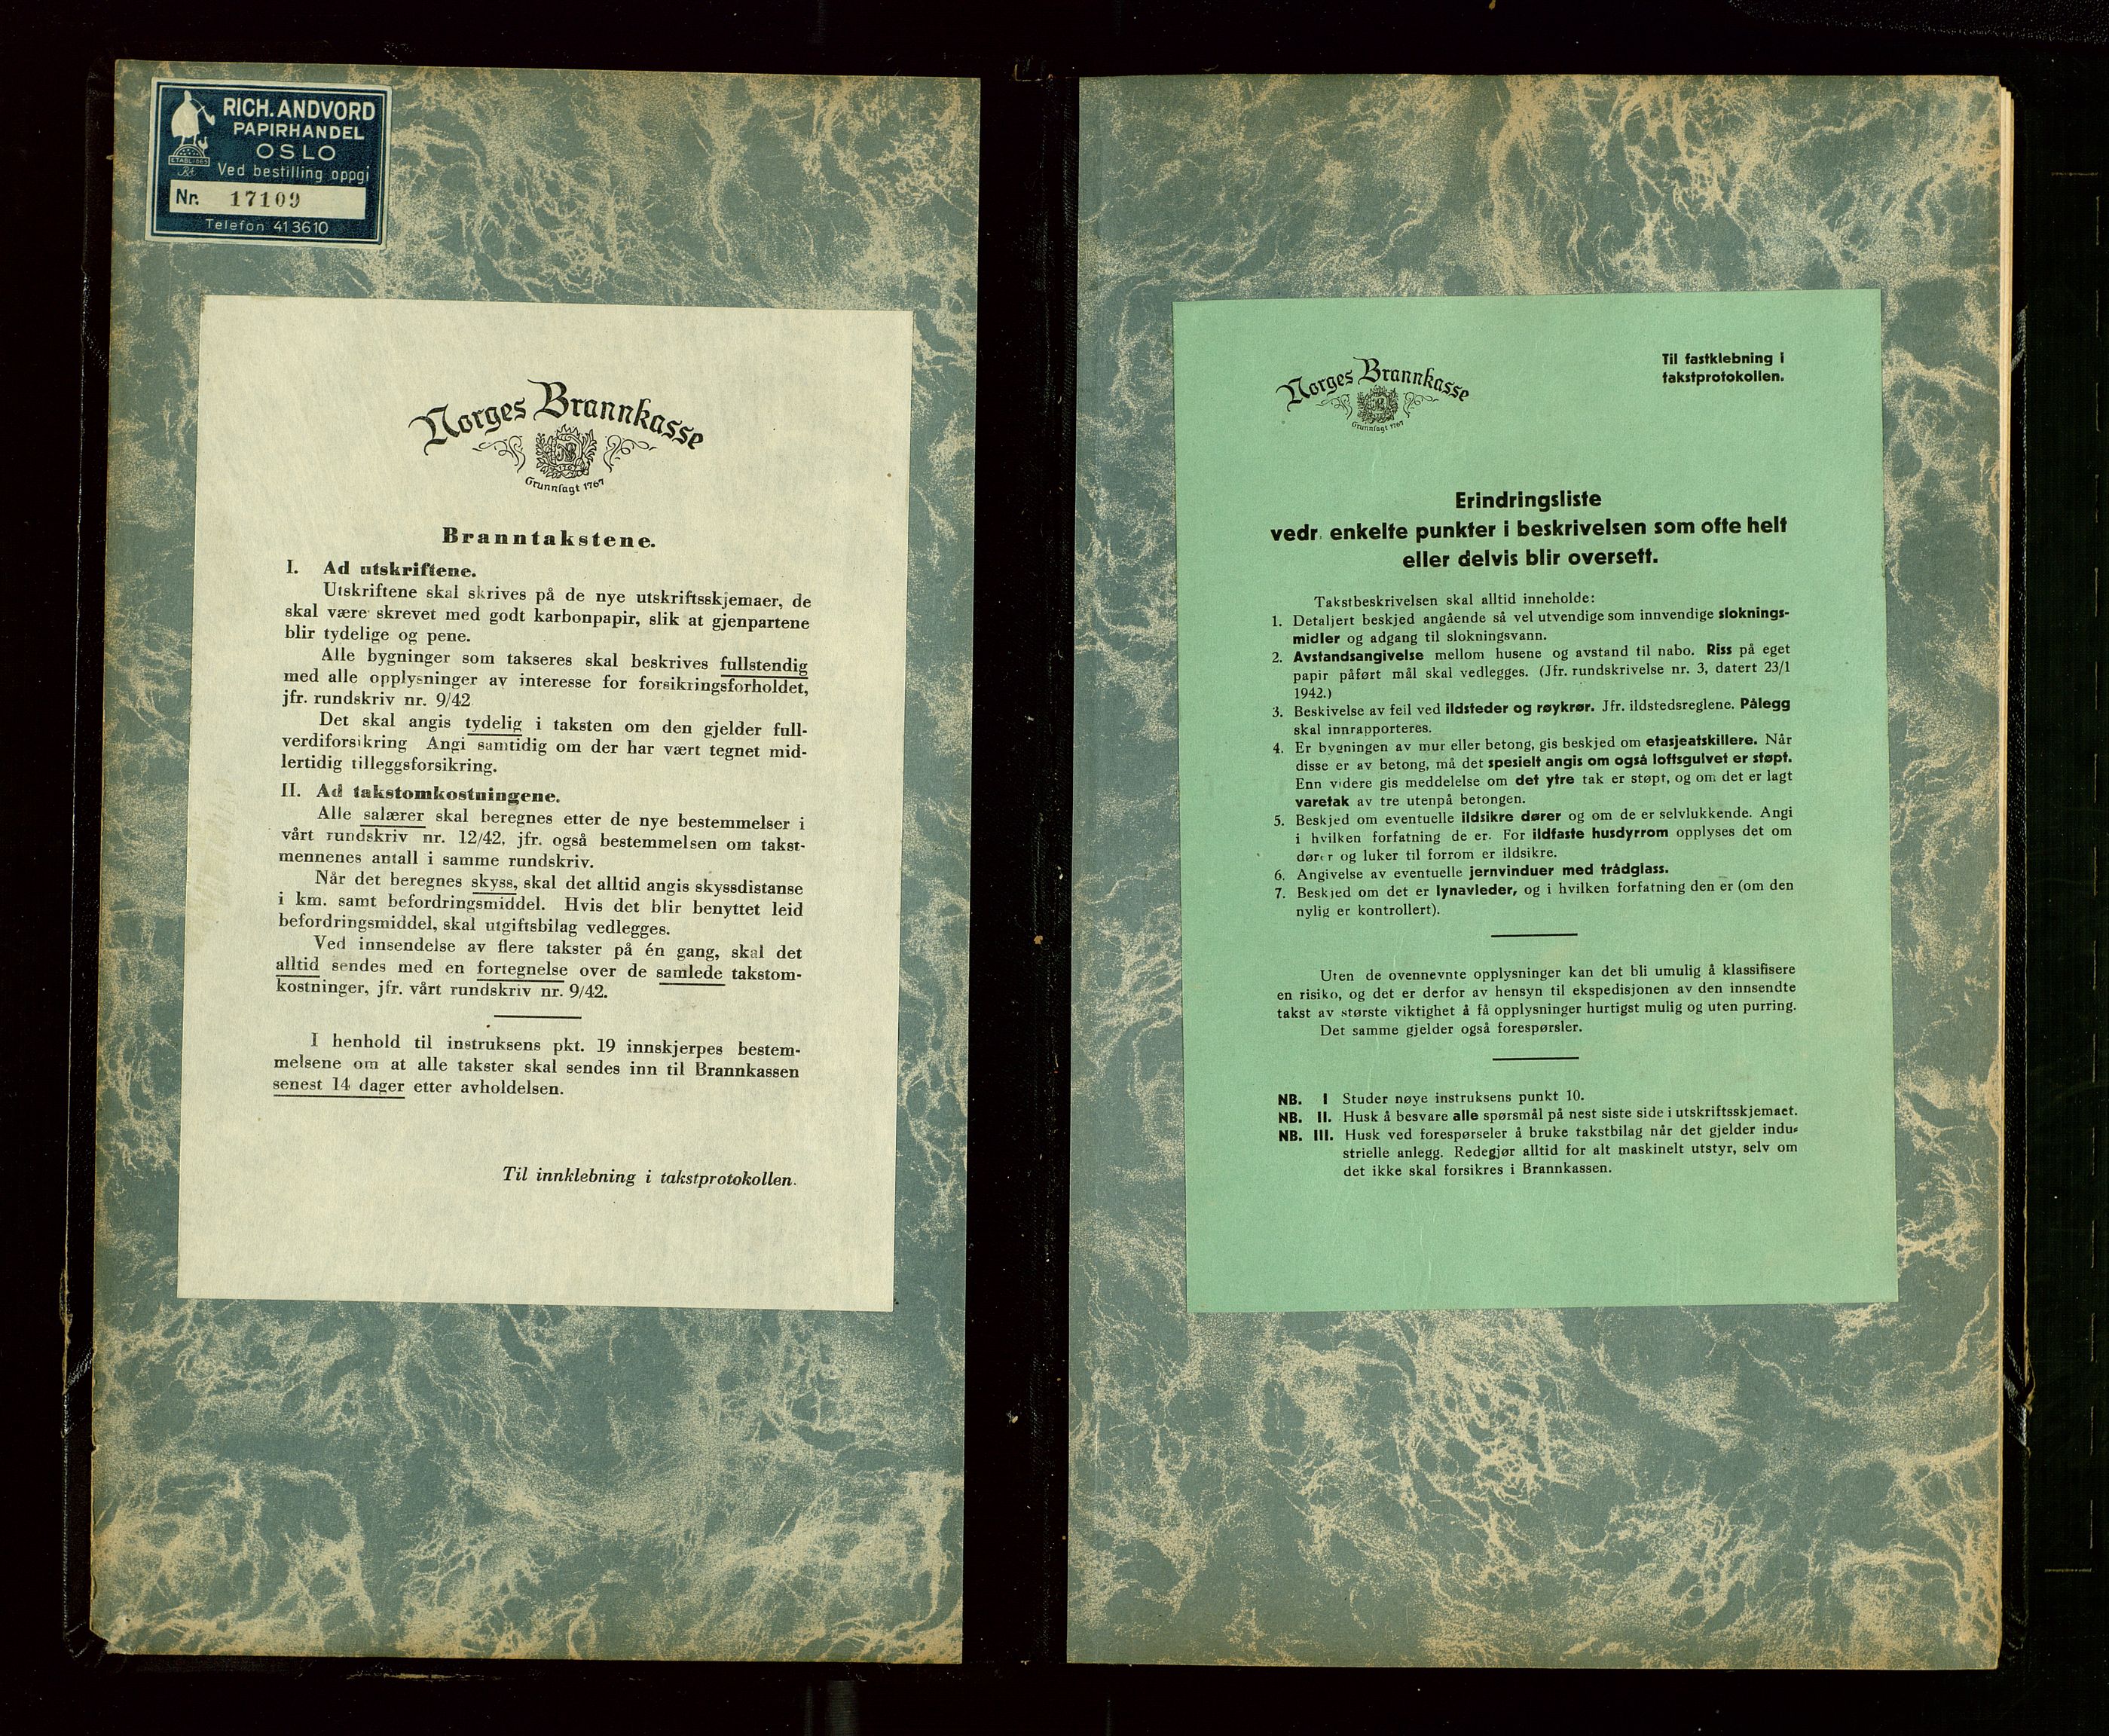 RICH. ANDVORD
PAPIRHANDEL
OSLO
Ved bestilling oppgi
Nr. 17109
Telefon 413610
Norges Brannkasse
Grunnlagt 1767
Branntakstene.
I. Ad utskriftene.
Utskriftene skal skrives på de nye utskriftsskjemaer, de
skal være skrevet med godt karbonpapir, slik at gjenpartene
blir tydelige og pene.
Alle bygninger som takseres skal beskrives fullstendig
med alle opplysninger av interesse for forsikringsforholdet,
jfr. rundskriv nr. 9/42
Det skal angis tydelig i taksten om den gjelder full-
verdiforsikring Angi samtidig om der har vært tegnet mid-
lertidig tilleggsforsikring.
II. Ad takstomkostningene.
Alle salærer skal beregnes etter de nye bestemmelser i
vårt rundskriv nr. 12/42, jfr. også bestemmelsen om takst-
mennenes antall i samme rundskriv.
Når det beregnes skyss, skal det alltid angis skyssdistanse
i km. samt befordringsmiddel. Hvis det blir benyttet leid
befordringsmiddel, skal utgiftsbilag vedlegges.
Ved innsendelse av flere takster på én gang, skal det
alltid sendes med en fortegnelse over de samlede takstom-
kostninger, jfr. vårt rundskriv nr. 9/42.
I henhold til instruksens pkt. 19 innskjerpes bestem-
melsene om at alle takster skal sendes inn til Brannkassen
senest 14 dager etter avholdelsen.
Til innklebning i takstprotokollen.
Til fastklebning i
takstprotokollen.
Norges Brannkasse
Grunnlagt 1767
Erindringsliste
vedr. enkelte punkter i beskrivelsen som ofte helt
eller delvis blir oversett.
Takstbeskrivelsen skal alltid inneholde:
1. Detaljert beskjed angående så vel utvendige som innvendige sloknings-
midler og adgang til slokningsvann.
2. Avstandsangivelse mellom husene og avstand til nabo. Riss på eget
papir påført mål skal vedlegges. (Jfr. rundskrivelse nr. 3, datert 23/1
1942.)
3. Beskivelse av feil ved ildsteder og røykrør. Jfr. ildstedsreglene. Pålegg
skal innrapporteres.
4. Er bygningen av mur eller betong, gis beskjed om etasjeatskillere. Når
disse er av betong, må det spesielt angis om også loftsgulvet er støpt.
Enn videre gis meddelelse om det ytre tak er støpt, og om det er lagt
varetak av tre utenpå betongen.
5. Beskjed om eventuelle ildsikre dører og om de er selvlukkende. Angi
i hvilken forfatning de er. For ildfaste husdyrrom opplyses det om
dører og luker til forrom er ildsikre.
6. Angivelse av eventuelle jernvinduer med trådglass.
7. Beskjed om det er lynavleder, og i hvilken forfatning den er (om den
nylig er kontrollert).
Uten de ovennevnte opplysninger kan det bli umulig å klassifisere
en risiko, og det er derfor av hensyn til ekspedisjonen av den innsendte
takst av største viktighet å få opplysninger hurtigst mulig og uten purring.
Det samme gjelder også forespørsler.
NB. I Studer nøye instruksens punkt 10.
NB. II. Husk å besvare alle spørsmål på nest siste side i utskriftsskjemaet.
NB. III. Husk ved forespørseler å bruke takstbilag når det gjelder indu-
strielle anlegg. Redegjør alltid for alt maskinelt utstyr, selv om
det ikke skal forsikres i Brannkassen.